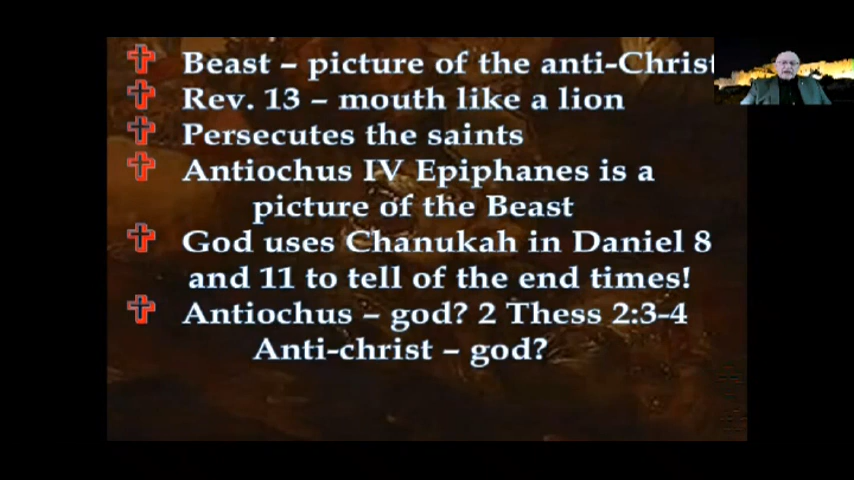 Beast – picture of the anti-Christ
Rev. 13 – mouth like a lion
Persecutes the saints
Antiochus IV Epiphanes is a
picture of the Beast
God uses Chanukah in Daniel 8
and 11 to tell of the end times!
Antiochus – god? 2 Thess 2:3-4
Anti-christ – god?